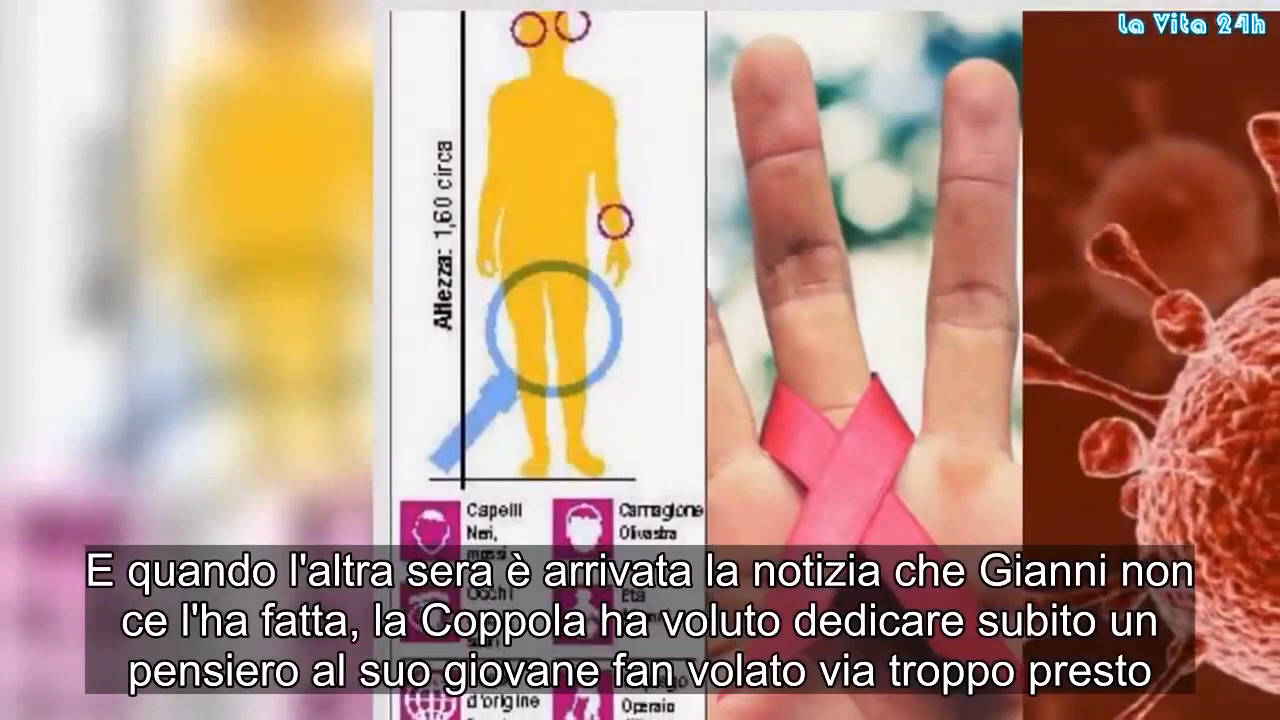 La Vita 24h
Altezza: 1,60 circa
Capelli
Neri,
mossi
Carnagione
Olivastra
Occhi
Età
E quando l'altra sera è arrivata la notizia che Gianni non
ce l'ha fatta, la Coppola ha voluto dedicare subito un
pensiero al suo giovane fan volato via troppo presto
d'origine
Operaio